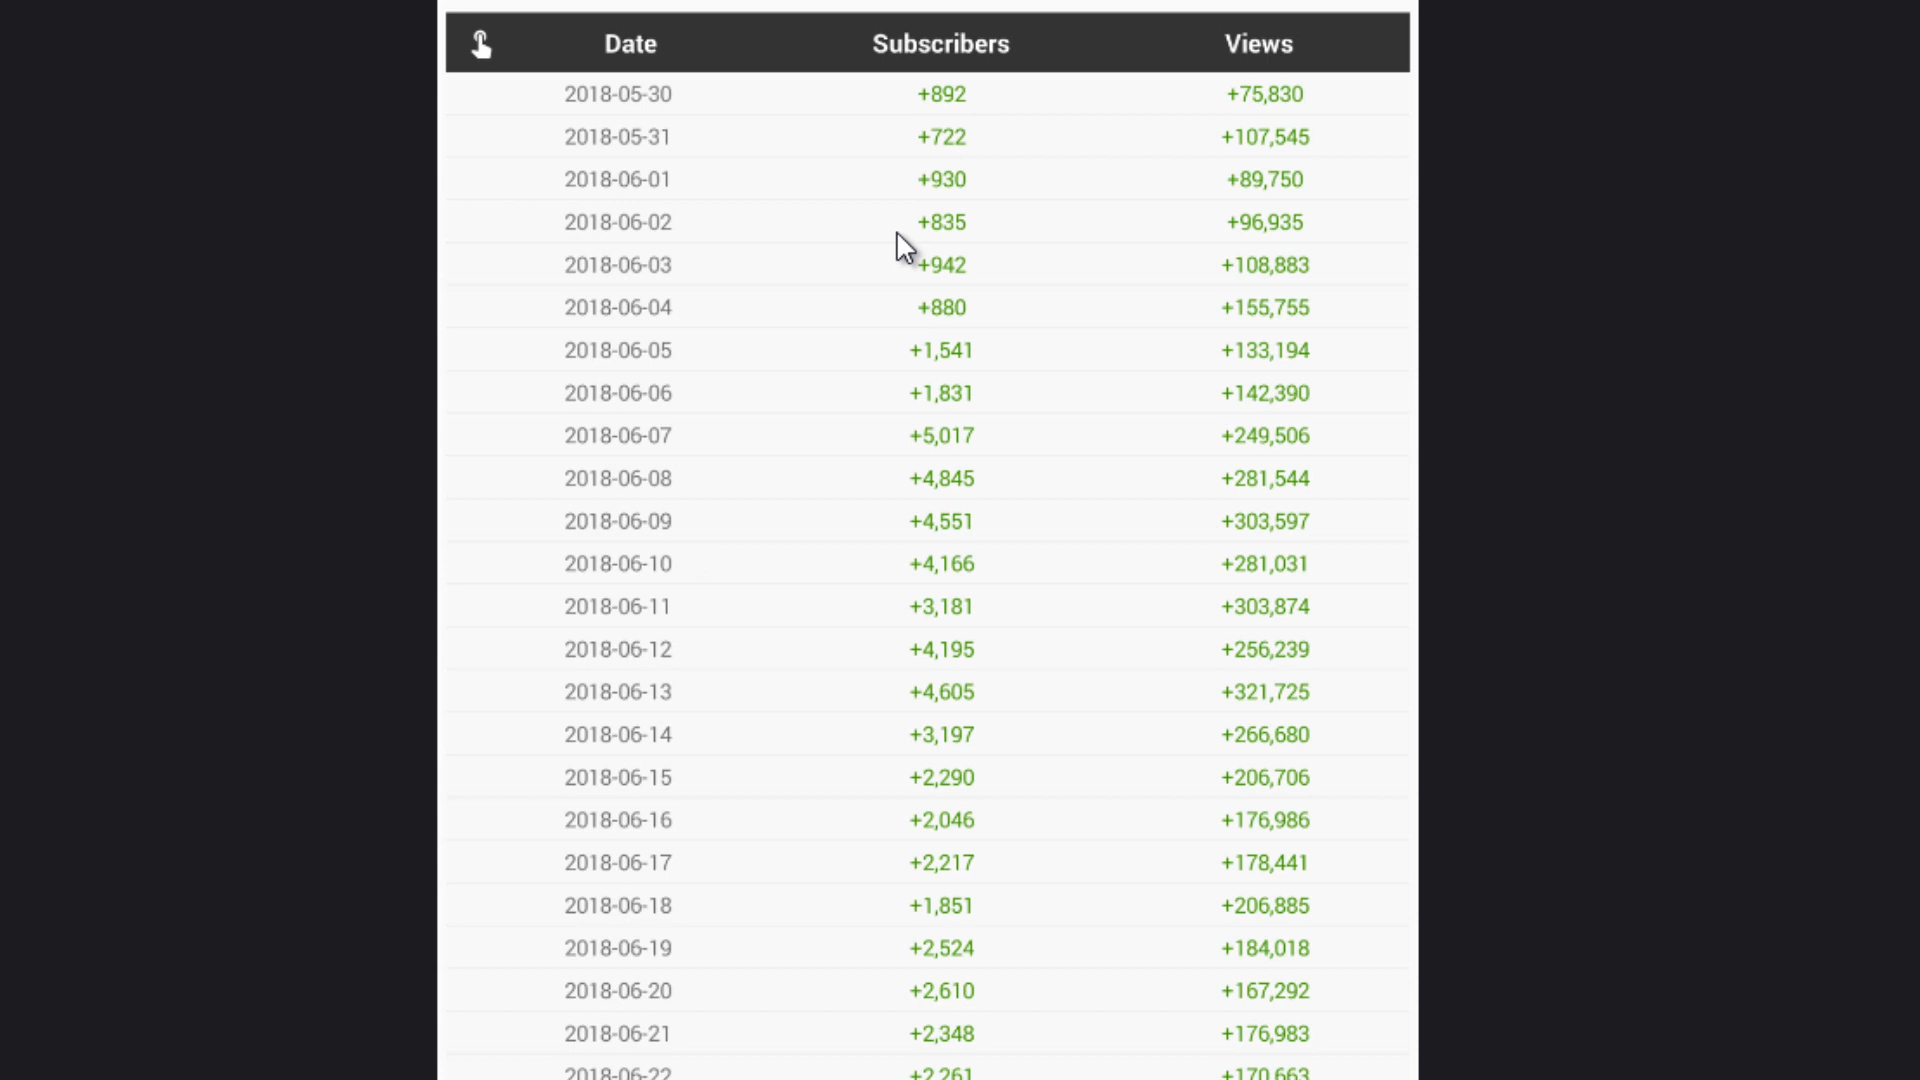 Date Subscribers Views
2018-05-30 +892 +75,830
2018-05-31 +722 +107,545
2018-06-01 +930 +89,750
2018-06-02 +835 +96,935
2018-06-03 +942 +108,883
2018-06-04 +880 +155,755
2018-06-05 +1,541 +133,194
2018-06-06 +1,831 +142,390
2018-06-07 +5,017 +249,506
2018-06-08 +4,845 +281,544
2018-06-09 +4,551 +303,597
2018-06-10 +4,166 +281,031
2018-06-11 +3,181 +303,874
2018-06-12 +4,195 +256,239
2018-06-13 +4,605 +321,725
2018-06-14 +3,197 +266,680
2018-06-15 +2,290 +206,706
2018-06-16 +2,046 +176,986
2018-06-17 +2,217 +178,441
2018-06-18 +1,851 +206,885
2018-06-19 +2,524 +184,018
2018-06-20 +2,610 +167,292
2018-06-21 +2,348 +176,983
2018-06-22 +2,261 +170,663